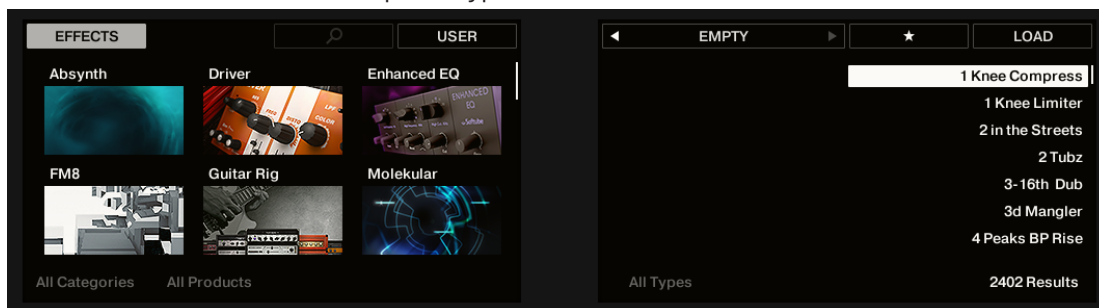 EFFECTS
USER
Absynth
Driver
Enhanced EQ
FM8
Guitar Rig
Molekular
All Categories
All Products
EMPTY
★
LOAD
1 Knee Compress
1 Knee Limiter
2 in the Streets
2 Tubz
3-16th Dub
3d Mangler
4 Peaks BP Rise
All Types
2402 Results